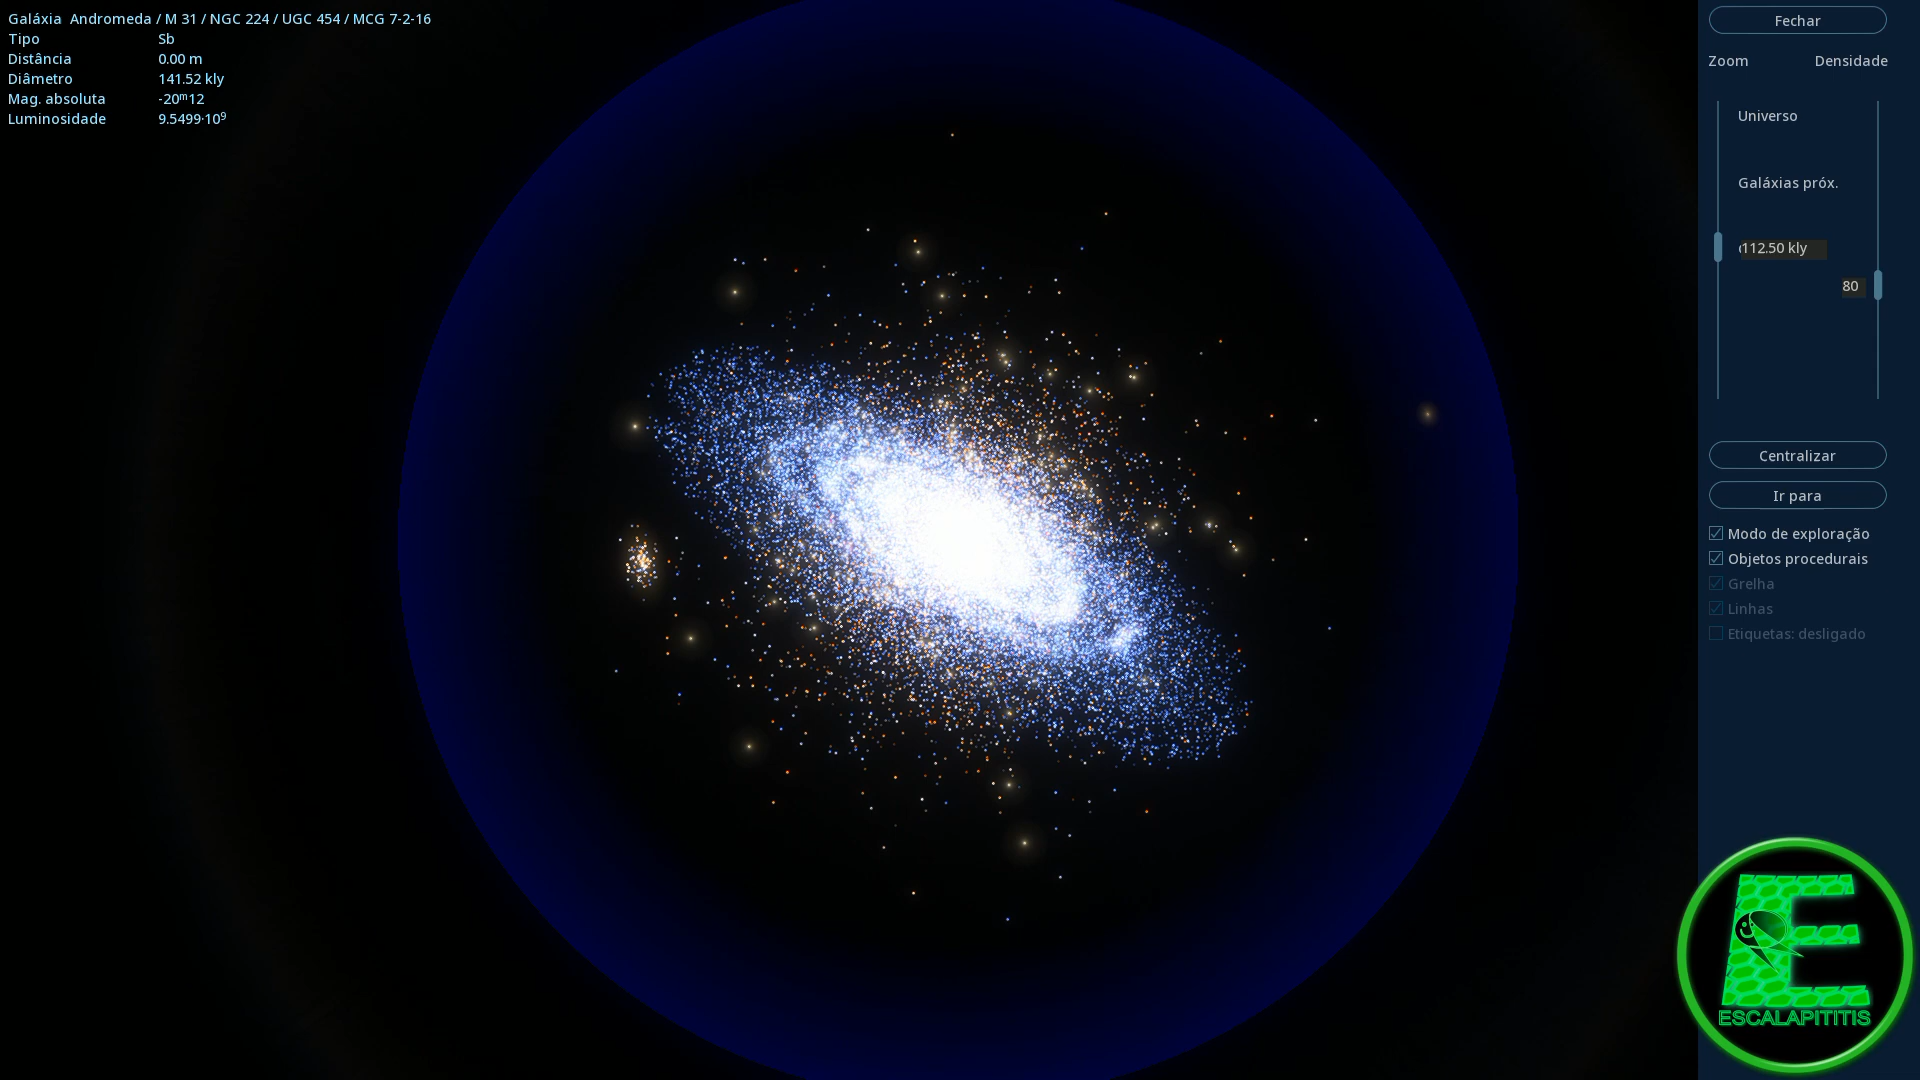 Galáxia Andromeda / M 31 / NGC 224 / UGC 454 / MCG 7-2-16
Tipo Sb
Distância 0.00 m
Diâmetro 141.52 kly
Mag. absoluta -20ᵐ12
Luminosidade 9.5499·10⁹
Fechar
Zoom Densidade
Universo
Galáxias próx.
112.50 kly
80
Centralizar
Ir para
Modo de exploração
Objetos procedurais
Grelha
Linhas
Etiquetas: desligado
E
ESCALAPITITIS